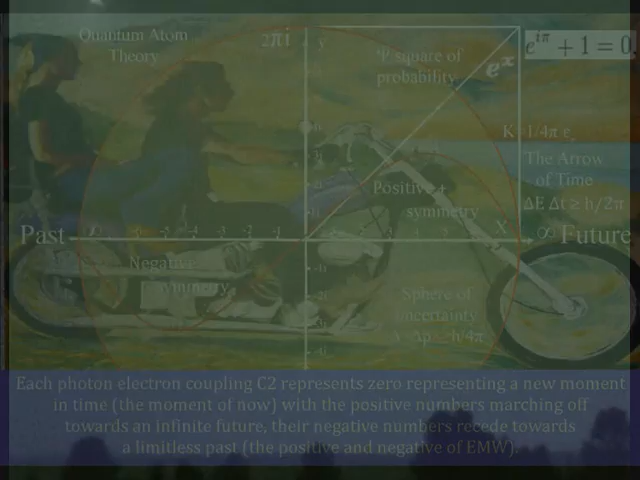 Quantum Atom
Theory
2πi
y
Ψ square of
probability
e^x
e^iπ + 1 = 0,
K 1/4π ε
The Arrow
of Time
ΔE Δt ≥ h/2π
Positive +
symmetry
Past
∞
X
∞ Future
Negative
symmetry
Sphere of
uncertainty
Δp ≥ h/4π
Each photon electron coupling C2 represents zero representing a new moment
in time (the moment of now) with the positive numbers marching off
towards an infinite future, their negative numbers recede towards
a limitless past (the positive and negative of EMW).